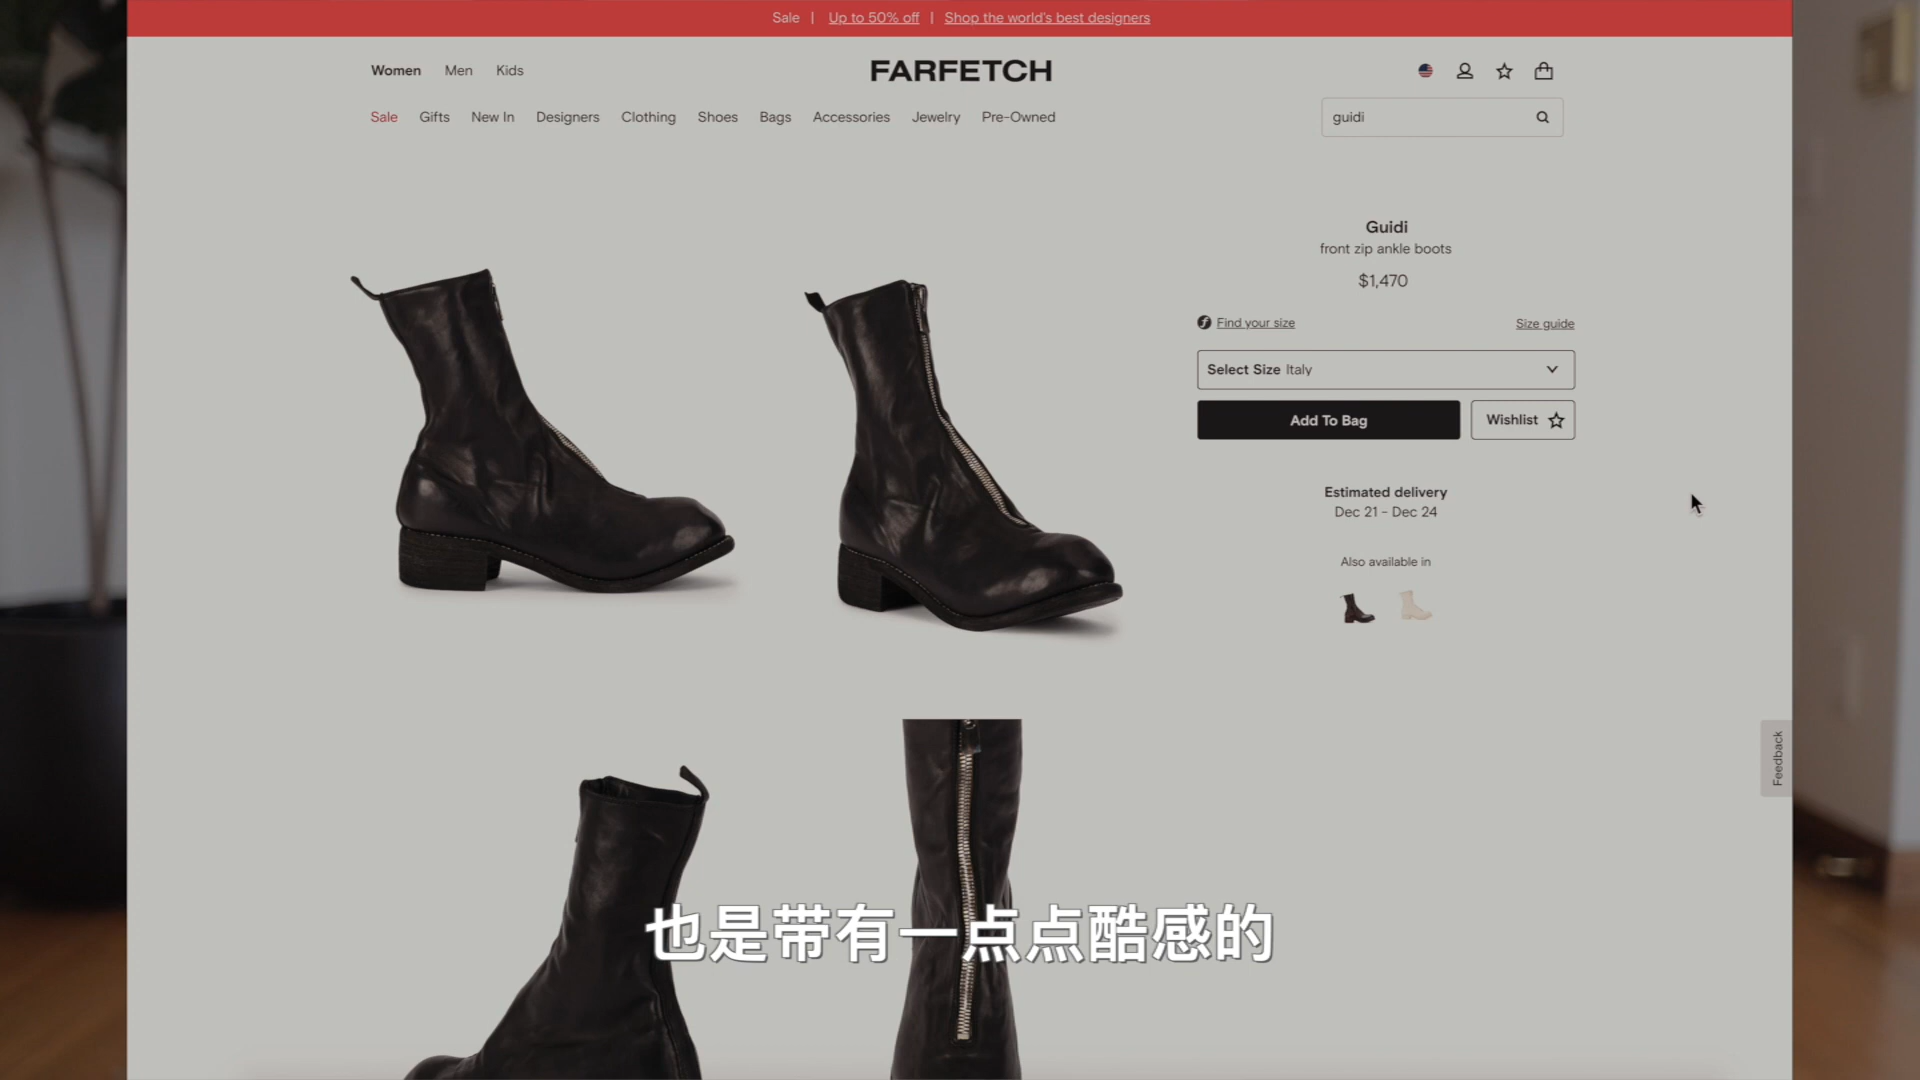 Sale | Up to 50% off | Shop the world's best designers
Women Men Kids
FARFETCH
Sale Gifts New In Designers Clothing Shoes Bags Accessories Jewelry Pre-Owned
guidi
Guidi
front zip ankle boots
$1,470
Find your size
Size guide
Select Size Italy
Add To Bag
Wishlist
Estimated delivery
Dec 21 - Dec 24
Also available in
Feedback
也是带有一点点酷感的